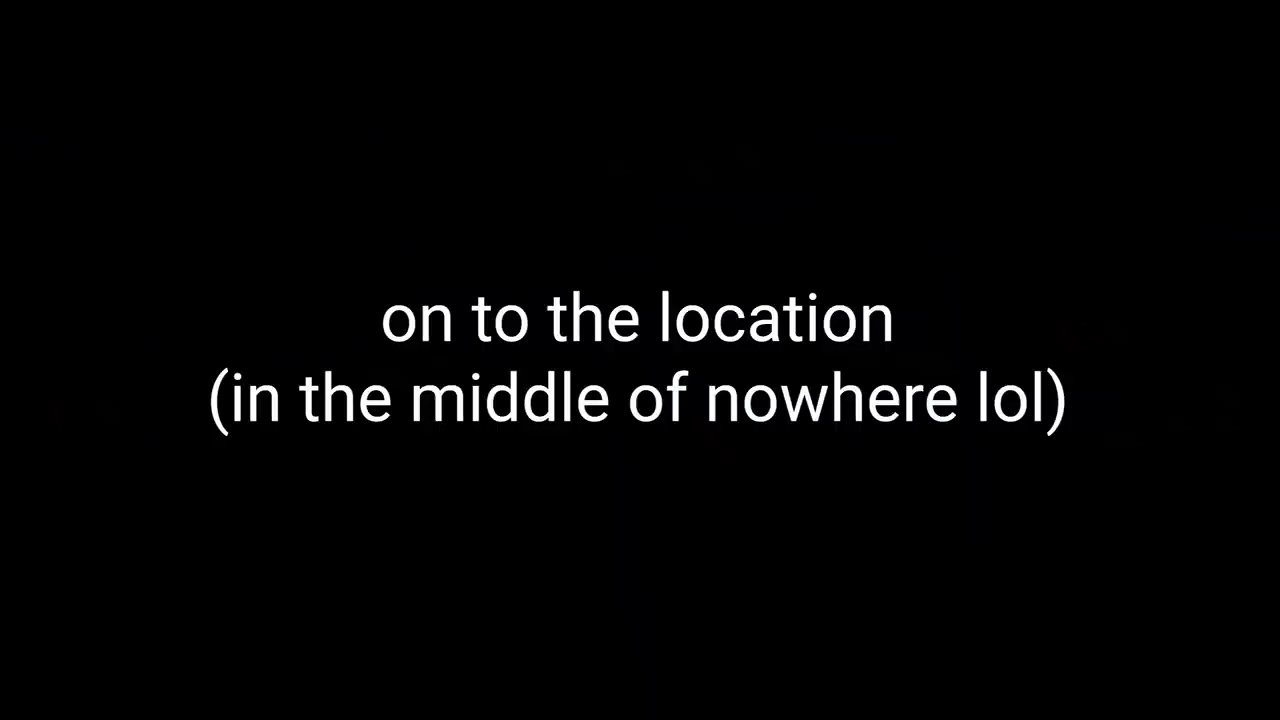 on to the location
(in the middle of nowhere lol)